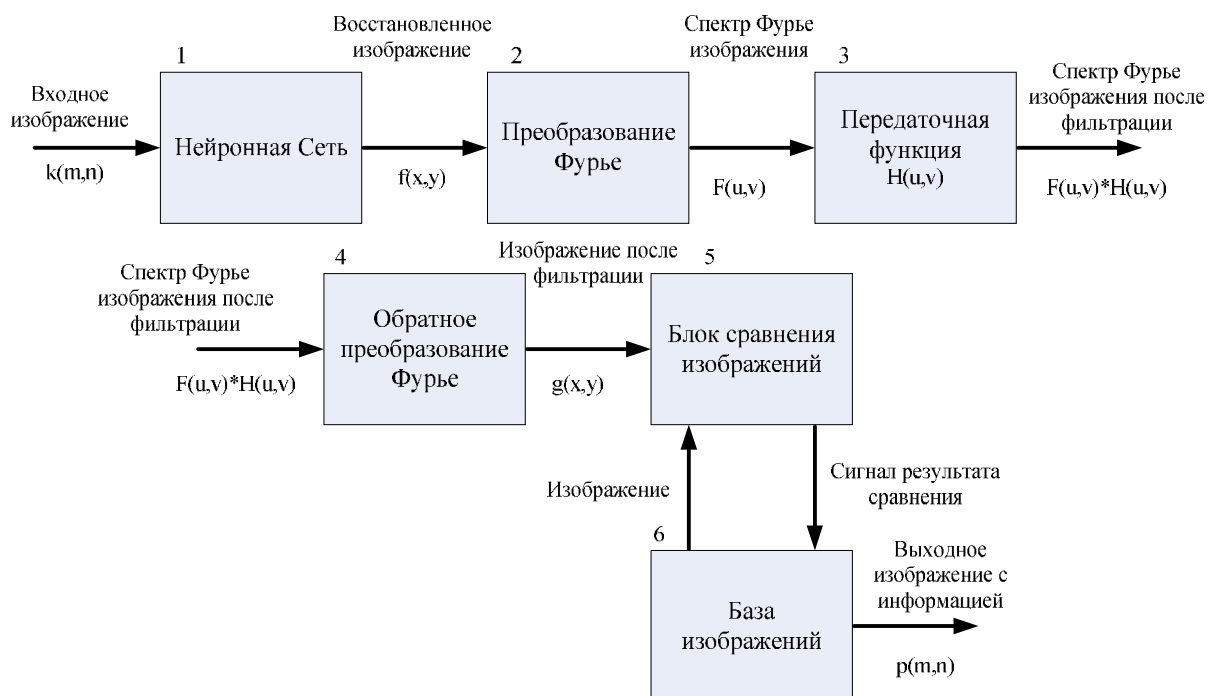 1
Восстановленное
изображение
2
Спектр Фурье
изображения
3
Спектр Фурье
изображения после
фильтрации
Входное
изображение
k(m,n)
Нейронная Сеть
f(x,y)
Преобразование
Фурье
F(u,v)
Передаточная
функция
H(u,v)
F(u,v)*H(u,v)
Спектр Фурье
изображения после
фильтрации
F(u,v)*H(u,v)
4
Обратное
преобразование
Фурье
Изображение после
фильтрации
g(x,y)
5
Блок сравнения
изображений
Изображение
Сигнал результата
сравнения
6
База
изображений
Выходное
изображение с
информацией
p(m,n)